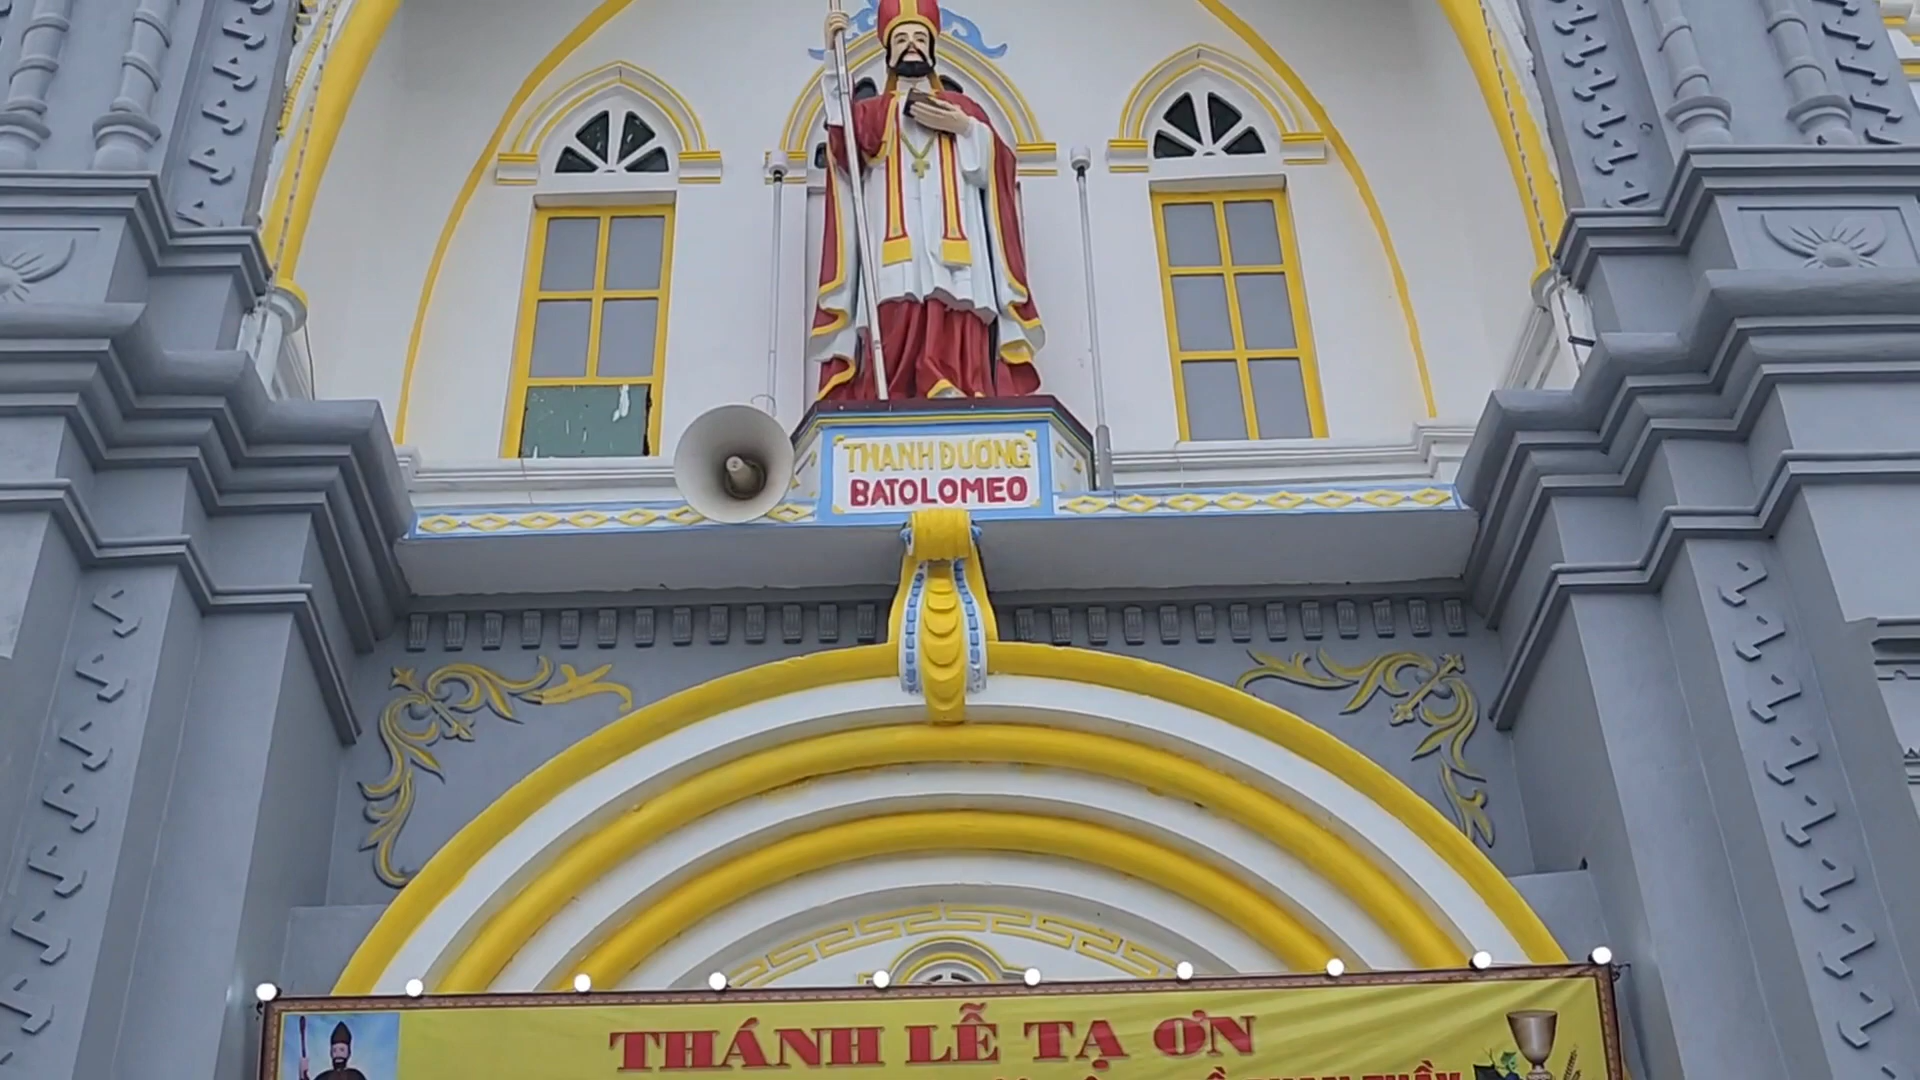 THANH ĐƯỜNG
BATOLOMEO
THÁNH LỄ TẠ ƠN